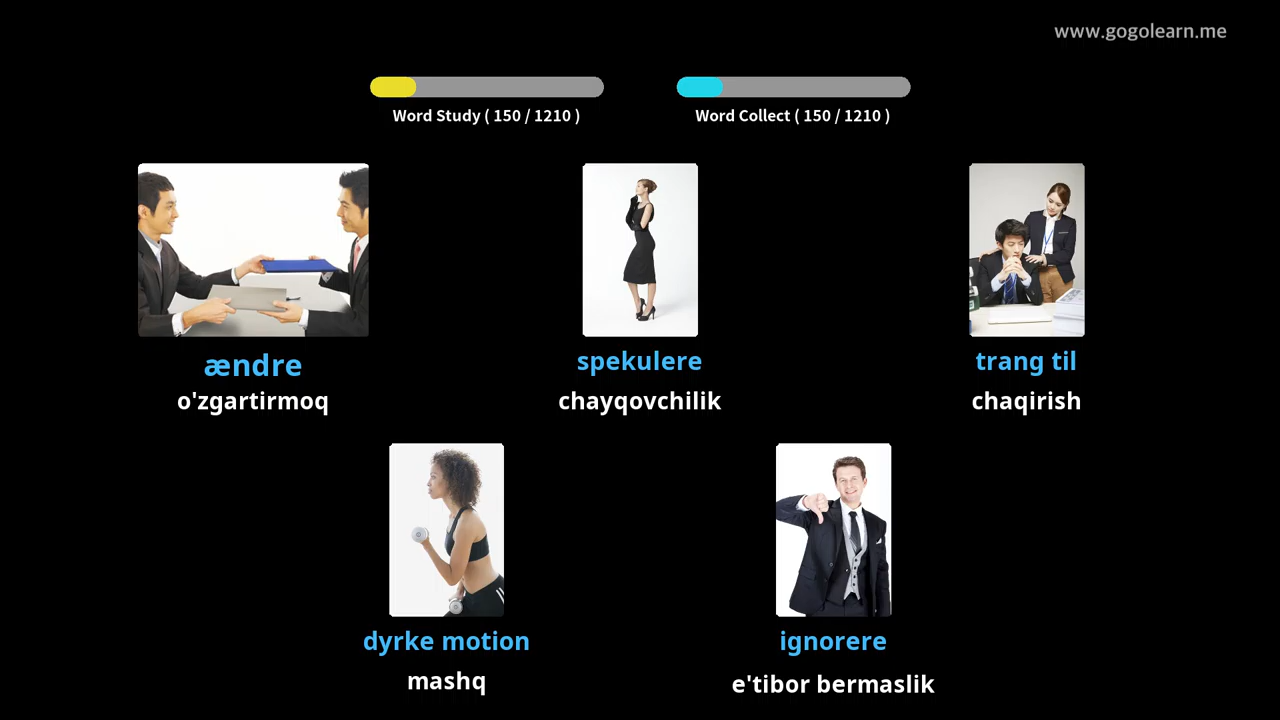 www.gogolearn.me
Word Study ( 150 / 1210 )
Word Collect ( 150 / 1210 )
ændre
o'zgartirmoq
spekulere
chayqovchilik
trang til
chaqirish
dyrke motion
mashq
ignorere
e'tibor bermaslik